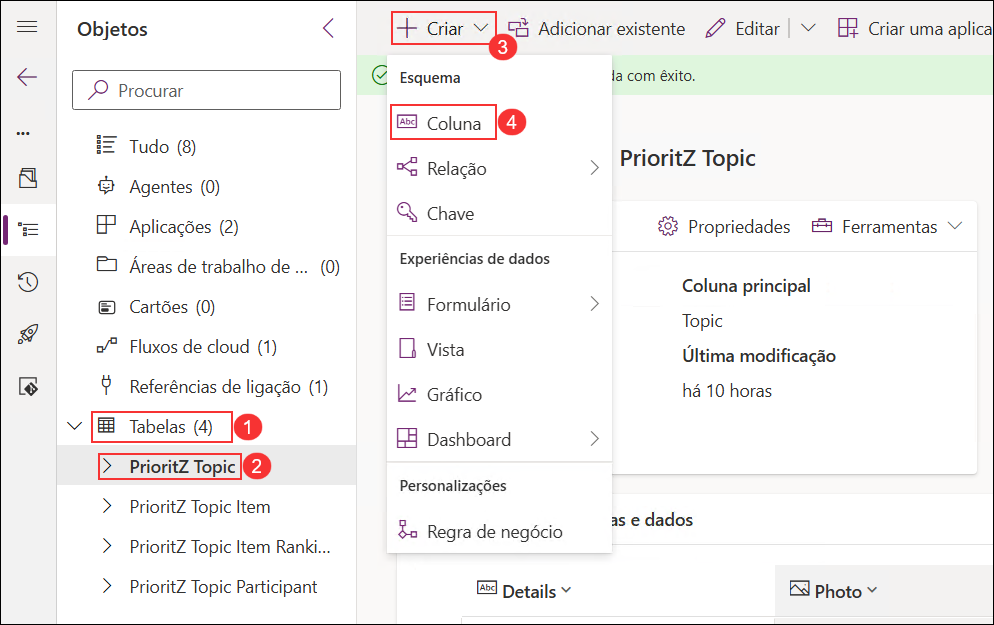 Objetos
Procurar
Tudo (8)
Agentes (0)
Aplicações (2)
Áreas de trabalho de ... (0)
Cartões (0)
Fluxos de cloud (1)
Referências de ligação (1)
Tabelas (4) 1
PrioritZ Topic 2
PrioritZ Topic Item
PrioritZ Topic Item Ranki...
PrioritZ Topic Participant
Criar 3
Adicionar existente
Editar
Criar uma aplica
da com êxito.
Esquema
Abc Coluna 4
Relação
Chave
Experiências de dados
Formulário
Vista
Gráfico
Dashboard
Personalizações
Regra de negócio
PrioritZ Topic
Propriedades
Ferramentas
Coluna principal
Topic
Última modificação
há 10 horas
as e dados
Abc Details
Photo